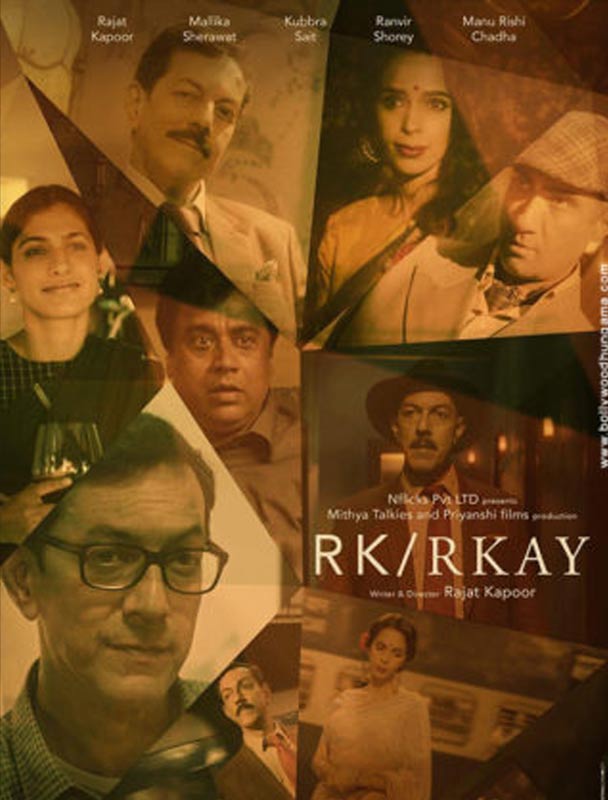 Rajat Mallika Kubbra Ranvir Manu Rishi
Kapoor Sherawat Sait Shorey Chadha
www.bollywoodhungama.com
Nflicks Pvt LTD presents
Mithya Talkies and Priyanshi films production
RK/RKAY
Writer & Director Rajat Kapoor